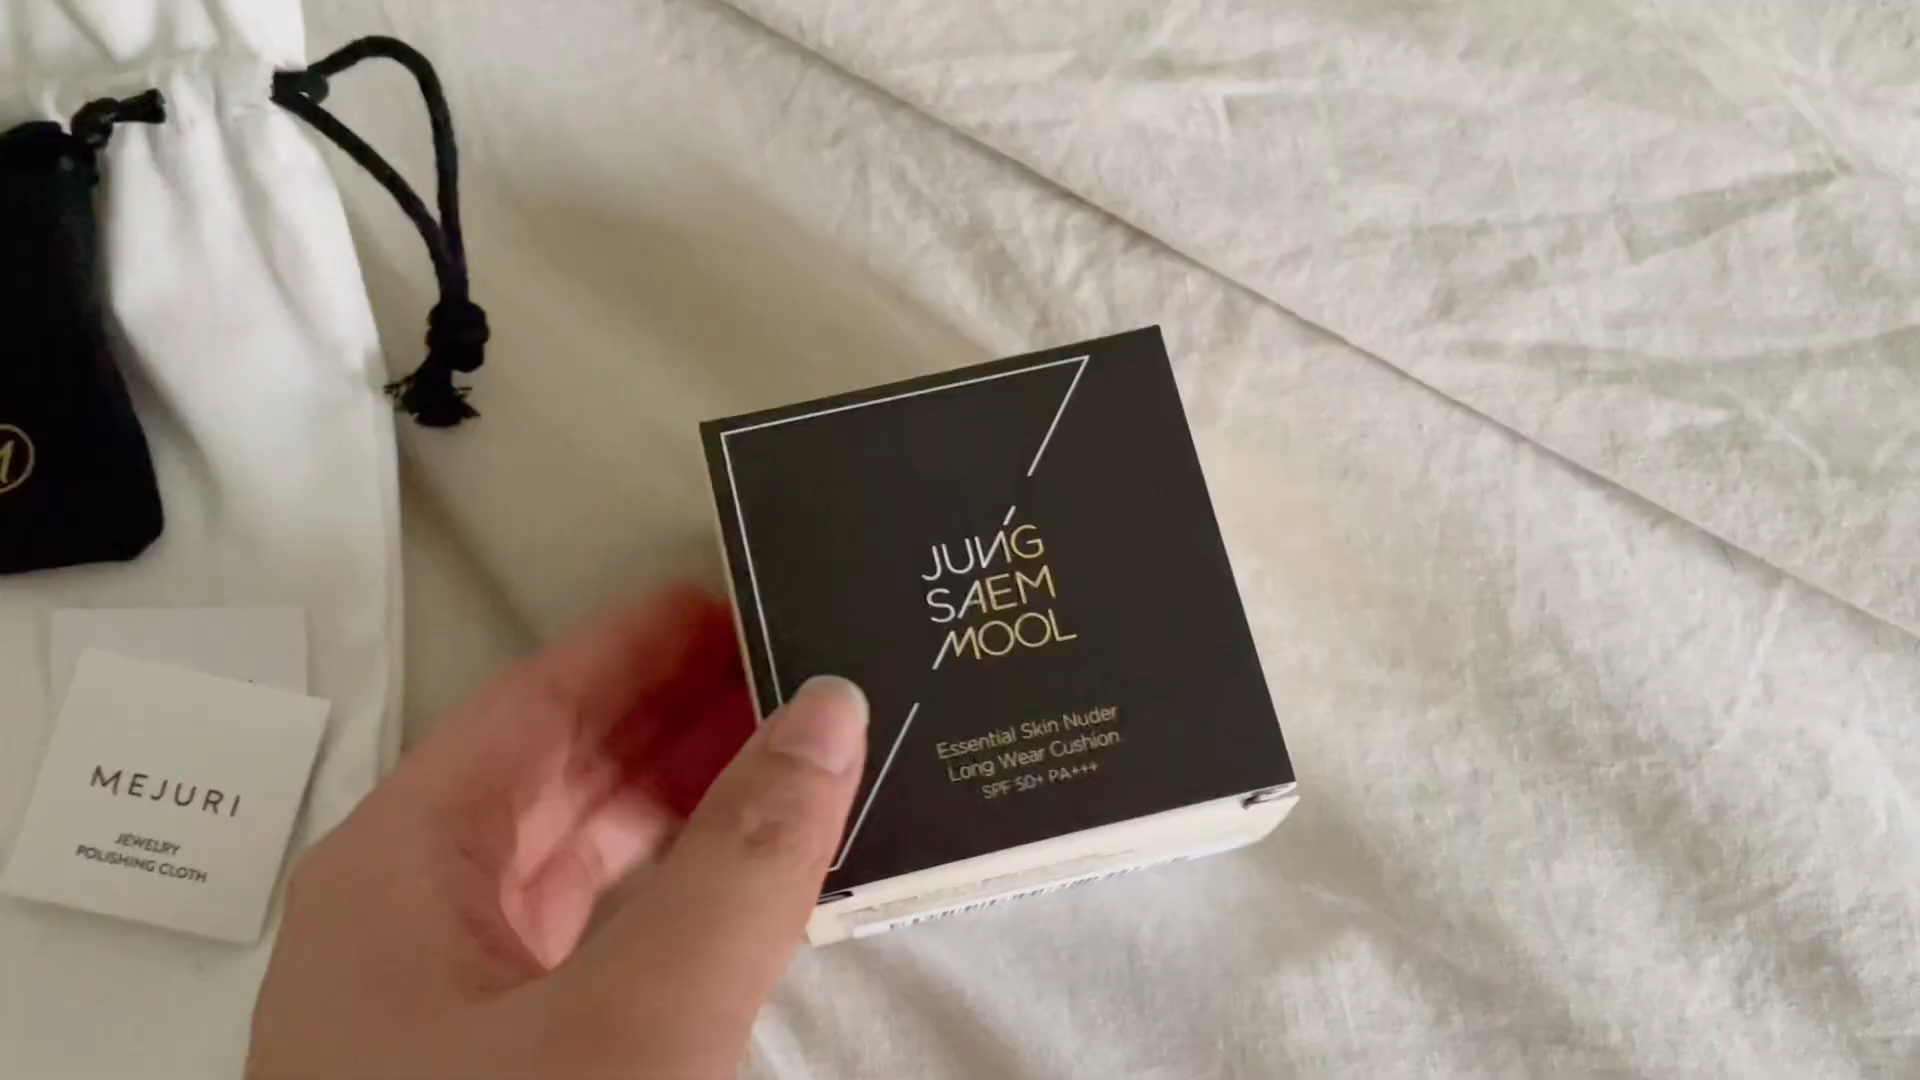 JUNG
SAEM
MOOL
Essential Skin Nuder
Long Wear Cushion
SPF 50+ PA+++
MEJURI
JEWELRY
POLISHING CLOTH